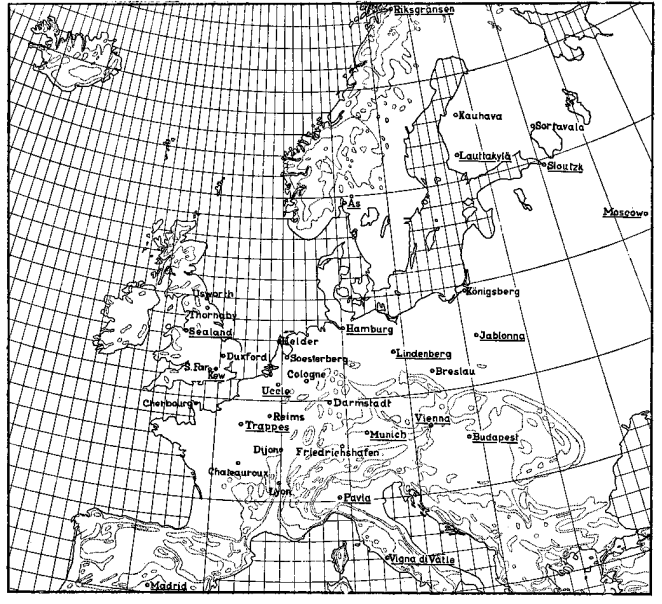 Riksgränsen
Kauhava
Sortavala
Lauttakylä
Sloutzk
Ås
Moscow
Königsberg
Usworth
Thornaby
Sealand
Hamburg
Jablonna
Helder
Duxford
Soesterberg
Lindenberg
S. Far.
Kew
Cologne
Breslau
Uccle
Cherbourg
Darmstadt
Reims
Trappes
Vienna
Munich
Budapest
Dijon
Friedrichshafen
Chateauroux
Lyon
Pavia
Vigna di Valle
Madrid